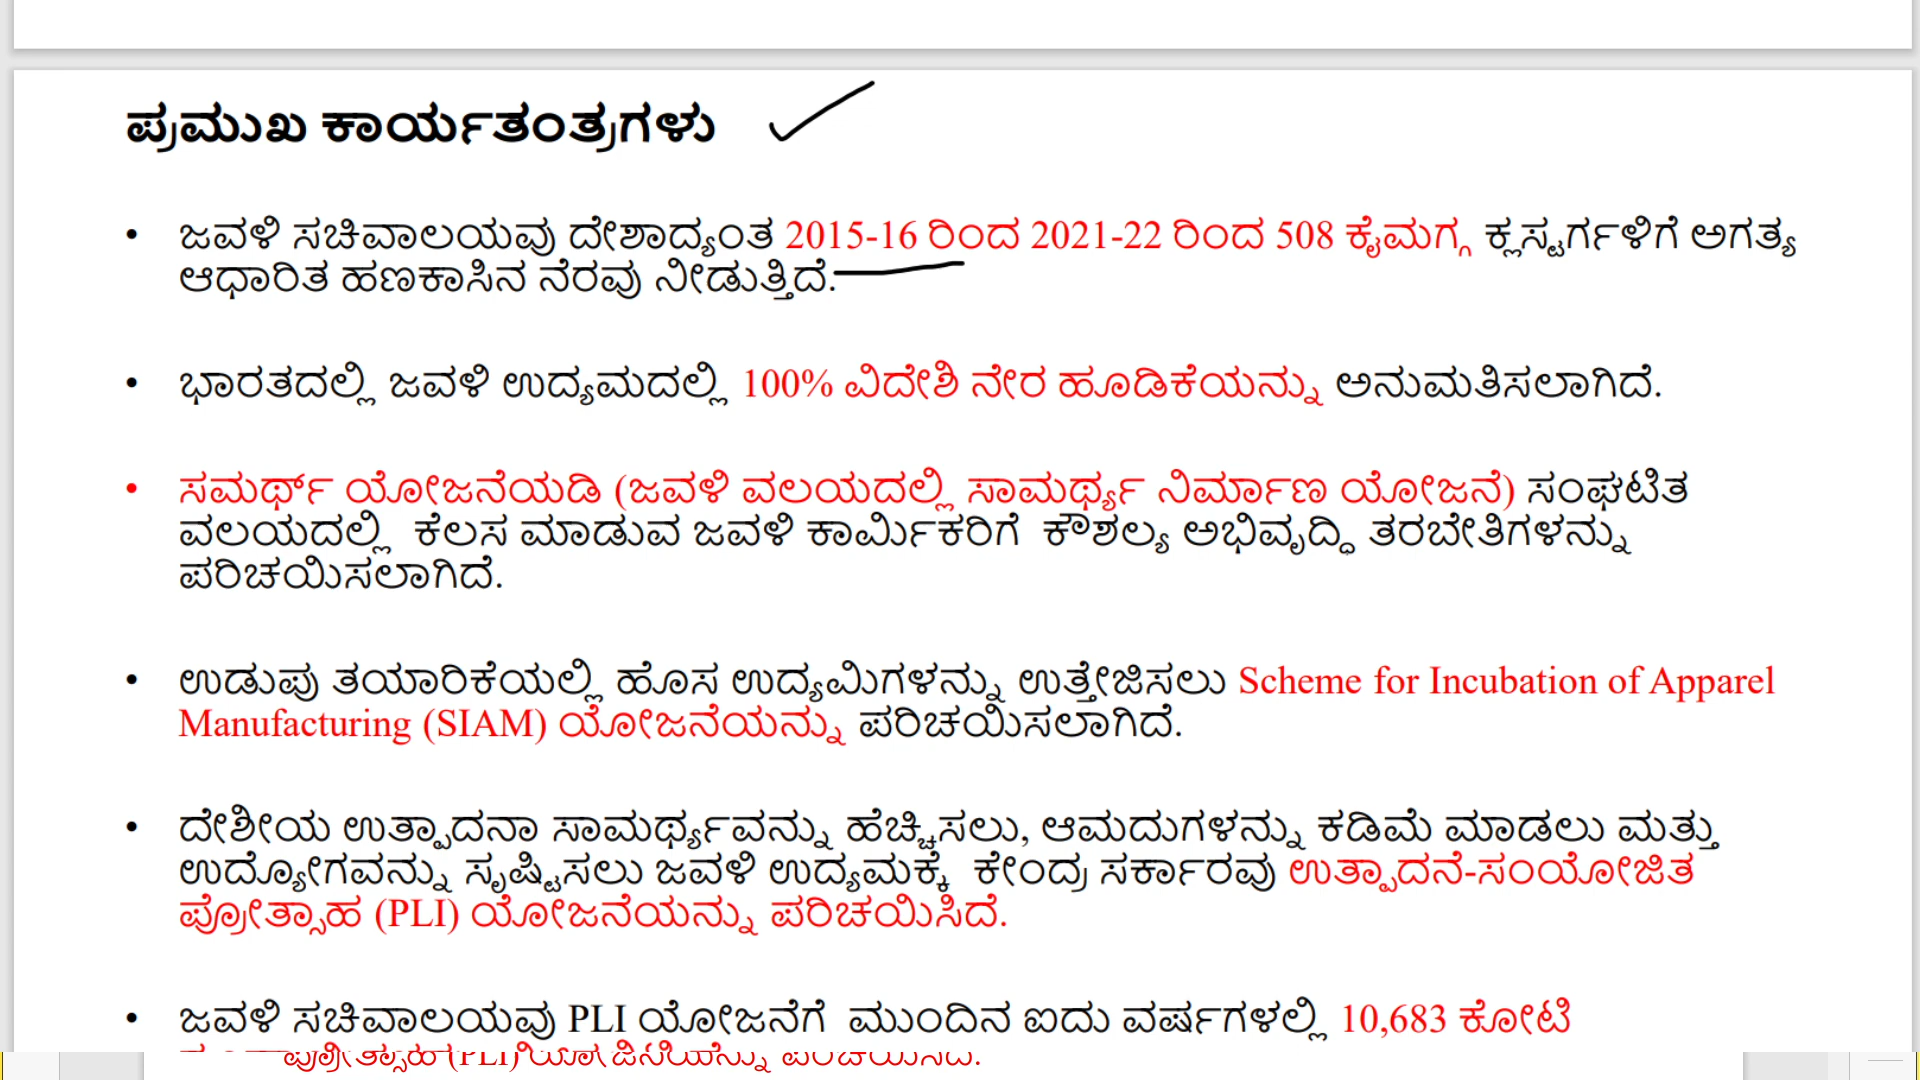 ಪ್ರಮುಖ ಕಾರ್ಯತಂತ್ರಗಳು
• ಜವಳಿ ಸಚಿವಾಲಯವು ದೇಶಾದ್ಯಂತ 2015-16 ರಿಂದ 2021-22 ರಿಂದ 508 ಕೈಮಗ್ಗ ಕ್ಲಸ್ಟರ್ಗಳಿಗೆ ಅಗತ್ಯ
ಆಧಾರಿತ ಹಣಕಾಸಿನ ನೆರವು ನೀಡುತ್ತಿದೆ.
• ಭಾರತದಲ್ಲಿ ಜವಳಿ ಉದ್ಯಮದಲ್ಲಿ 100% ವಿದೇಶಿ ನೇರ ಹೂಡಿಕೆಯನ್ನು ಅನುಮತಿಸಲಾಗಿದೆ.
• ಸಮರ್ಥ್ ಯೋಜನೆಯಡಿ (ಜವಳಿ ವಲಯದಲ್ಲಿ ಸಾಮರ್ಥ್ಯ ನಿರ್ಮಾಣ ಯೋಜನೆ) ಸಂಘಟಿತ
ವಲಯದಲ್ಲಿ ಕೆಲಸ ಮಾಡುವ ಜವಳಿ ಕಾರ್ಮಿಕರಿಗೆ ಕೌಶಲ್ಯ ಅಭಿವೃದ್ಧಿ ತರಬೇತಿಗಳನ್ನು
ಪರಿಚಯಿಸಲಾಗಿದೆ.
• ಉಡುಪು ತಯಾರಿಕೆಯಲ್ಲಿ ಹೊಸ ಉದ್ಯಮಿಗಳನ್ನು ಉತ್ತೇಜಿಸಲು Scheme for Incubation of Apparel
Manufacturing (SIAM) ಯೋಜನೆಯನ್ನು ಪರಿಚಯಿಸಲಾಗಿದೆ.
• ದೇಶೀಯ ಉತ್ಪಾದನಾ ಸಾಮರ್ಥ್ಯವನ್ನು ಹೆಚ್ಚಿಸಲು, ಆಮದುಗಳನ್ನು ಕಡಿಮೆ ಮಾಡಲು ಮತ್ತು
ಉದ್ಯೋಗವನ್ನು ಸೃಷ್ಟಿಸಲು ಜವಳಿ ಉದ್ಯಮಕ್ಕೆ ಕೇಂದ್ರ ಸರ್ಕಾರವು ಉತ್ಪಾದನೆ-ಸಂಯೋಜಿತ
ಪ್ರೋತ್ಸಾಹ (PLI) ಯೋಜನೆಯನ್ನು ಪರಿಚಯಿಸಿದೆ.
• ಜವಳಿ ಸಚಿವಾಲಯವು PLI ಯೋಜನೆಗೆ ಮುಂದಿನ ಐದು ವರ್ಷಗಳಲ್ಲಿ 10,683 ಕೋಟಿ
ಪ್ರೋತ್ಸಾಹ (PLI) ಯೋಜನೆಯನ್ನು ಪರಿಚಯಿಸಿದೆ.